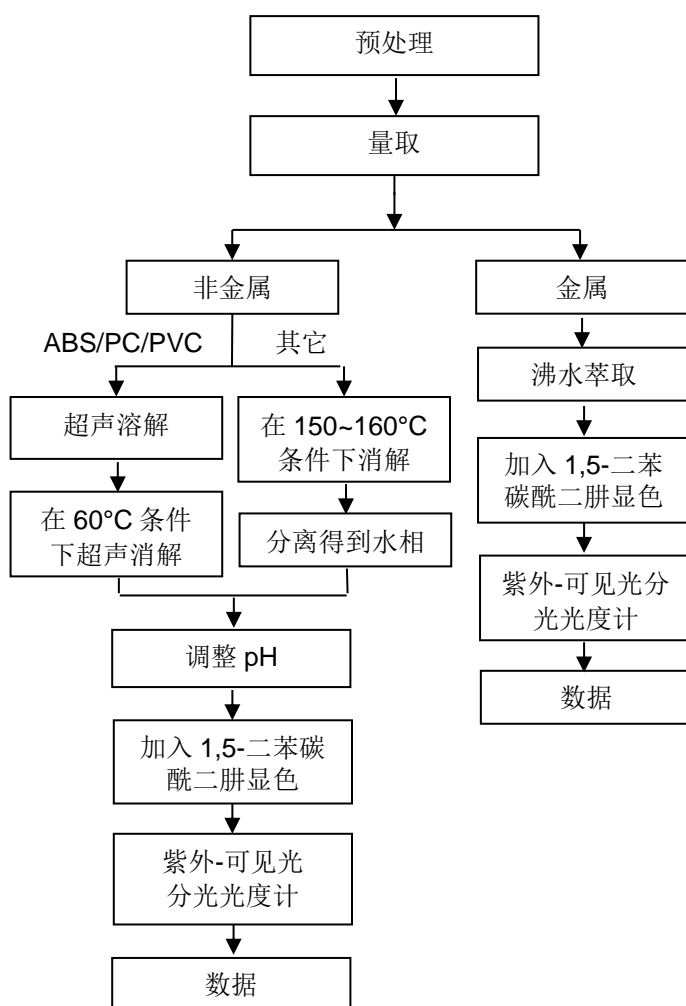 预处理
量取
非金属
金属
ABS/PC/PVC
其它
沸水萃取
超声溶解
在 150~160°C
条件下消解
加入 1,5-二苯
碳酰二肼显色
在 60°C 条件
下超声消解
分离得到水相
紫外-可见光分
光光度计
调整 pH
数据
加入 1,5-二苯碳
酰二肼显色
紫外-可见光
分光光度计
数据